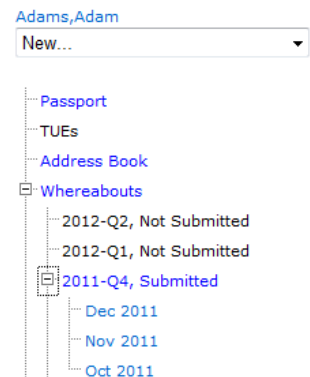 Adams,Adam
New...
Passport
TUEs
Address Book
Whereabouts
2012-Q2, Not Submitted
2012-Q1, Not Submitted
2011-Q4, Submitted
Dec 2011
Nov 2011
Oct 2011